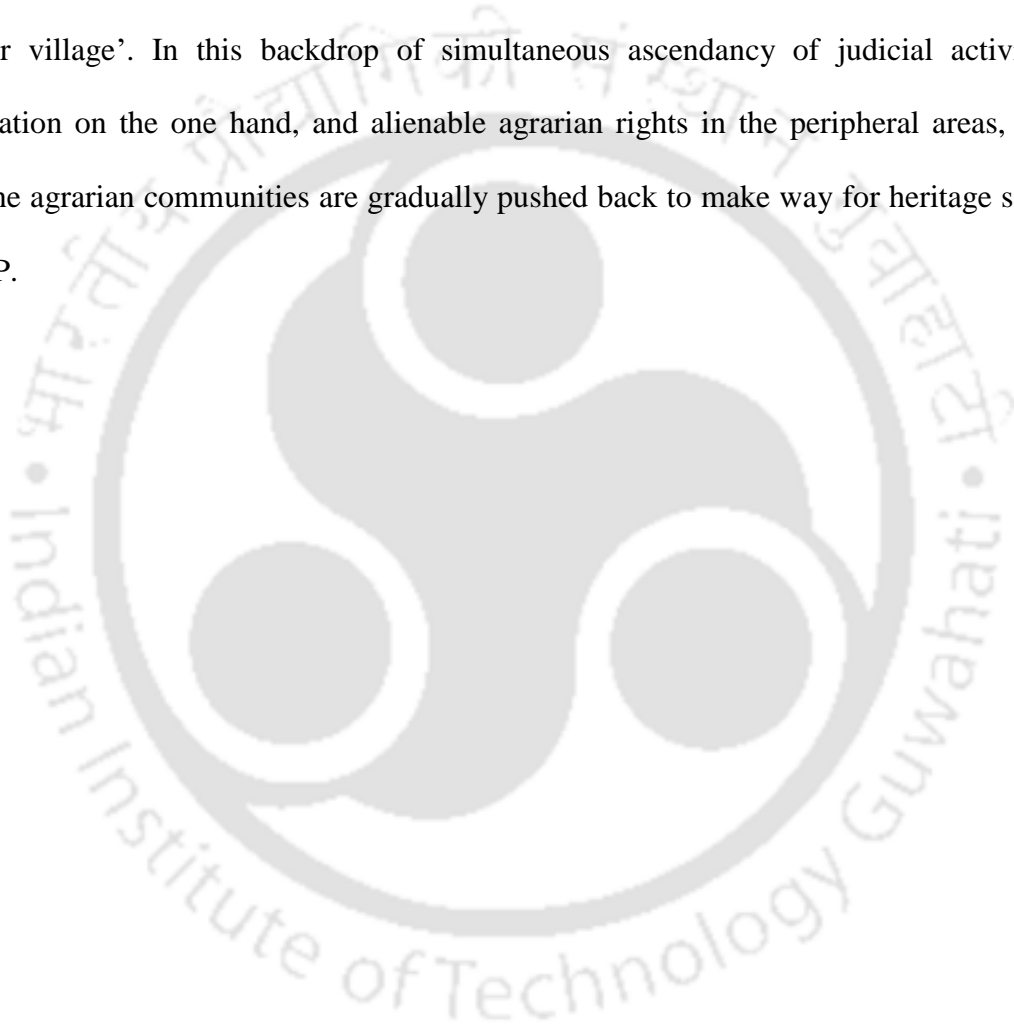 r village’. In this backdrop of simultaneous ascendancy of judicial activi
ation on the one hand, and alienable agrarian rights in the peripheral areas,
ne agrarian communities are gradually pushed back to make way for heritage s
P.
भारतीय प्रौद्योगिकी संस्थान गुवाहाटी
• Indian Institute of Technology Guwahati •